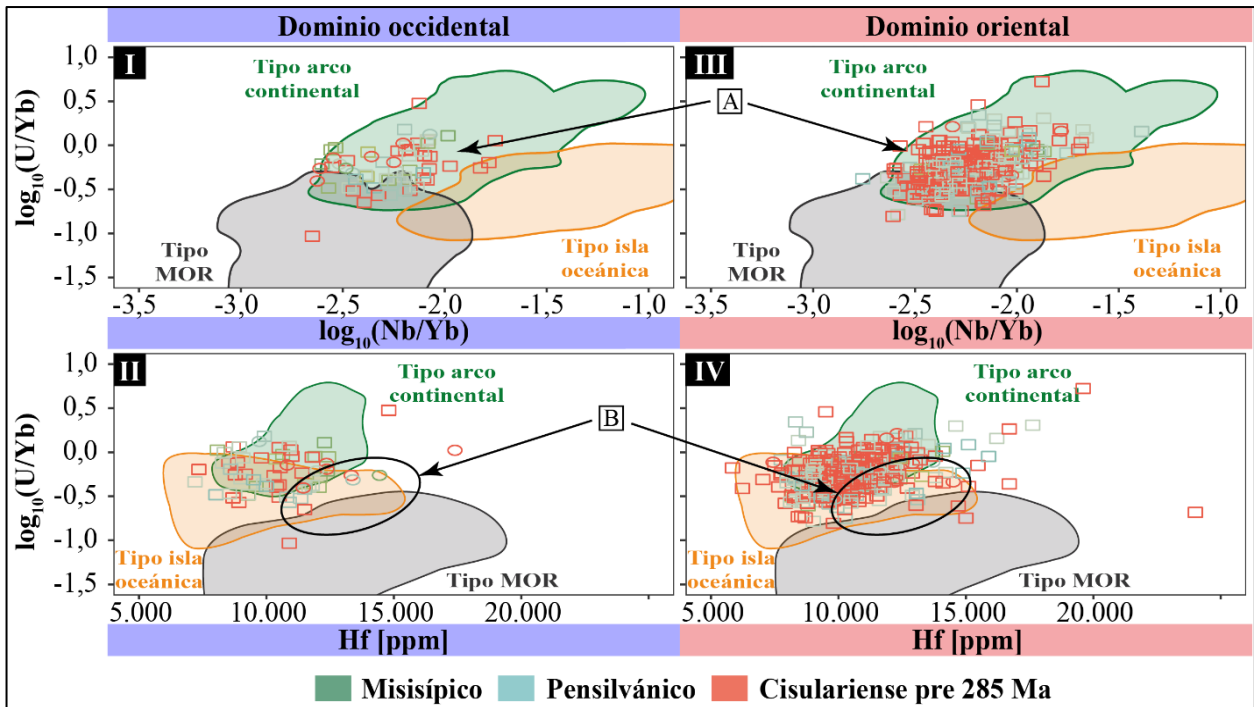 Dominio occidental
Dominio oriental
log10(U/Yb)
1,0
0,5
0,0
-0,5
-1,0
-1,5
I
Tipo arco
continental
Tipo
MOR
Tipo isla
oceánica
-3,5
-3,0
-2,5
-2,0
-1,5
-1,0
log10(Nb/Yb)
A
III
Tipo arco
continental
Tipo
MOR
Tipo isla
oceánica
-3,5
-3,0
-2,5
-2,0
-1,5
-1,0
log10(Nb/Yb)
log10(U/Yb)
1,0
0,5
0,0
-0,5
-1,0
-1,5
II
Tipo arco
continental
Tipo isla
oceánica
Tipo MOR
5.000
10.000
15.000
20.000
Hf [ppm]
B
IV
Tipo arco
continental
Tipo isla
oceánica
Tipo MOR
5.000
10.000
15.000
20.000
Hf [ppm]
Misisípico
Pensilvánico
Cisulariense pre 285 Ma